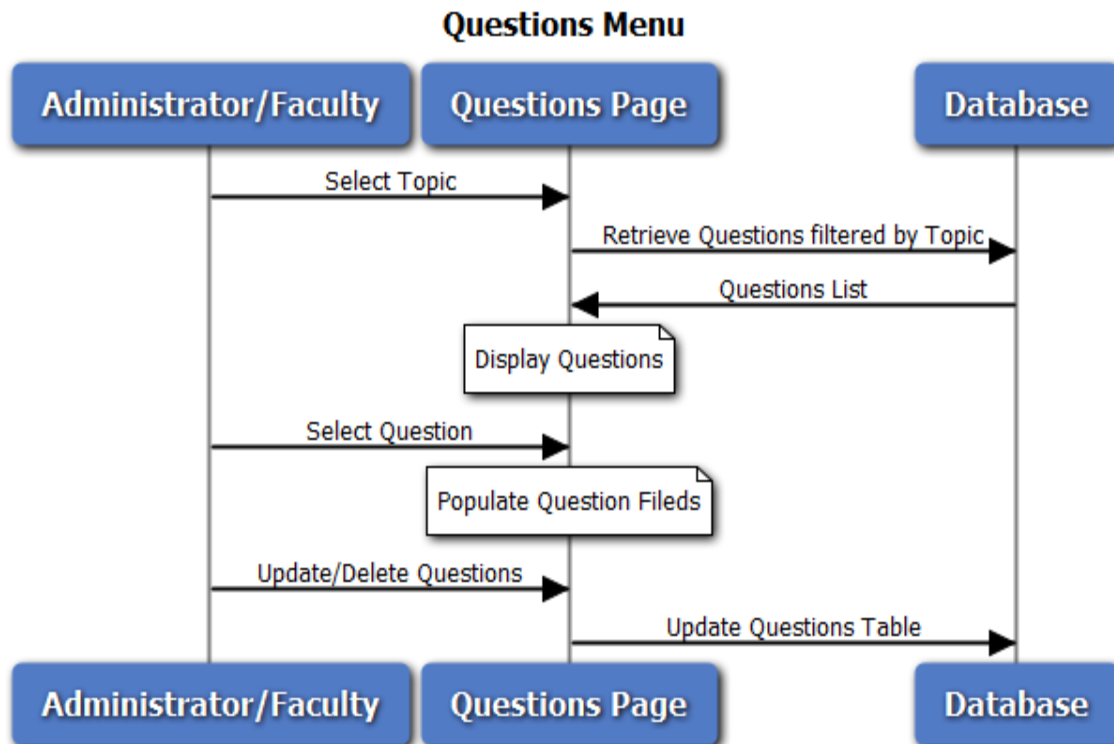 Questions Menu
Administrator/Faculty
Questions Page
Database
Select Topic
Retrieve Questions filtered by Topic
Questions List
Display Questions
Select Question
Populate Question Fileds
Update/Delete Questions
Update Questions Table
Administrator/Faculty
Questions Page
Database